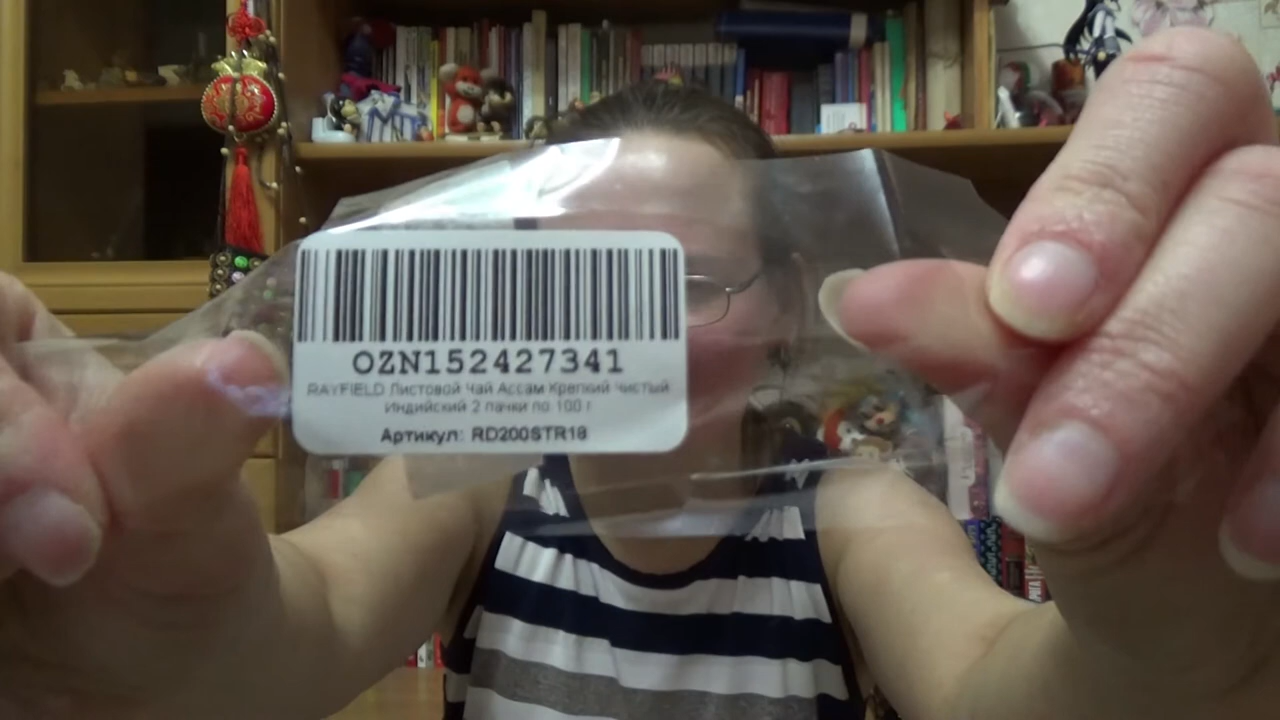 OZN152427341
RAYFIELD Листовой Чай Ассам Крепкий Чистый
Индийский 2 пачки по 100 г
Артикул: RD200STR18